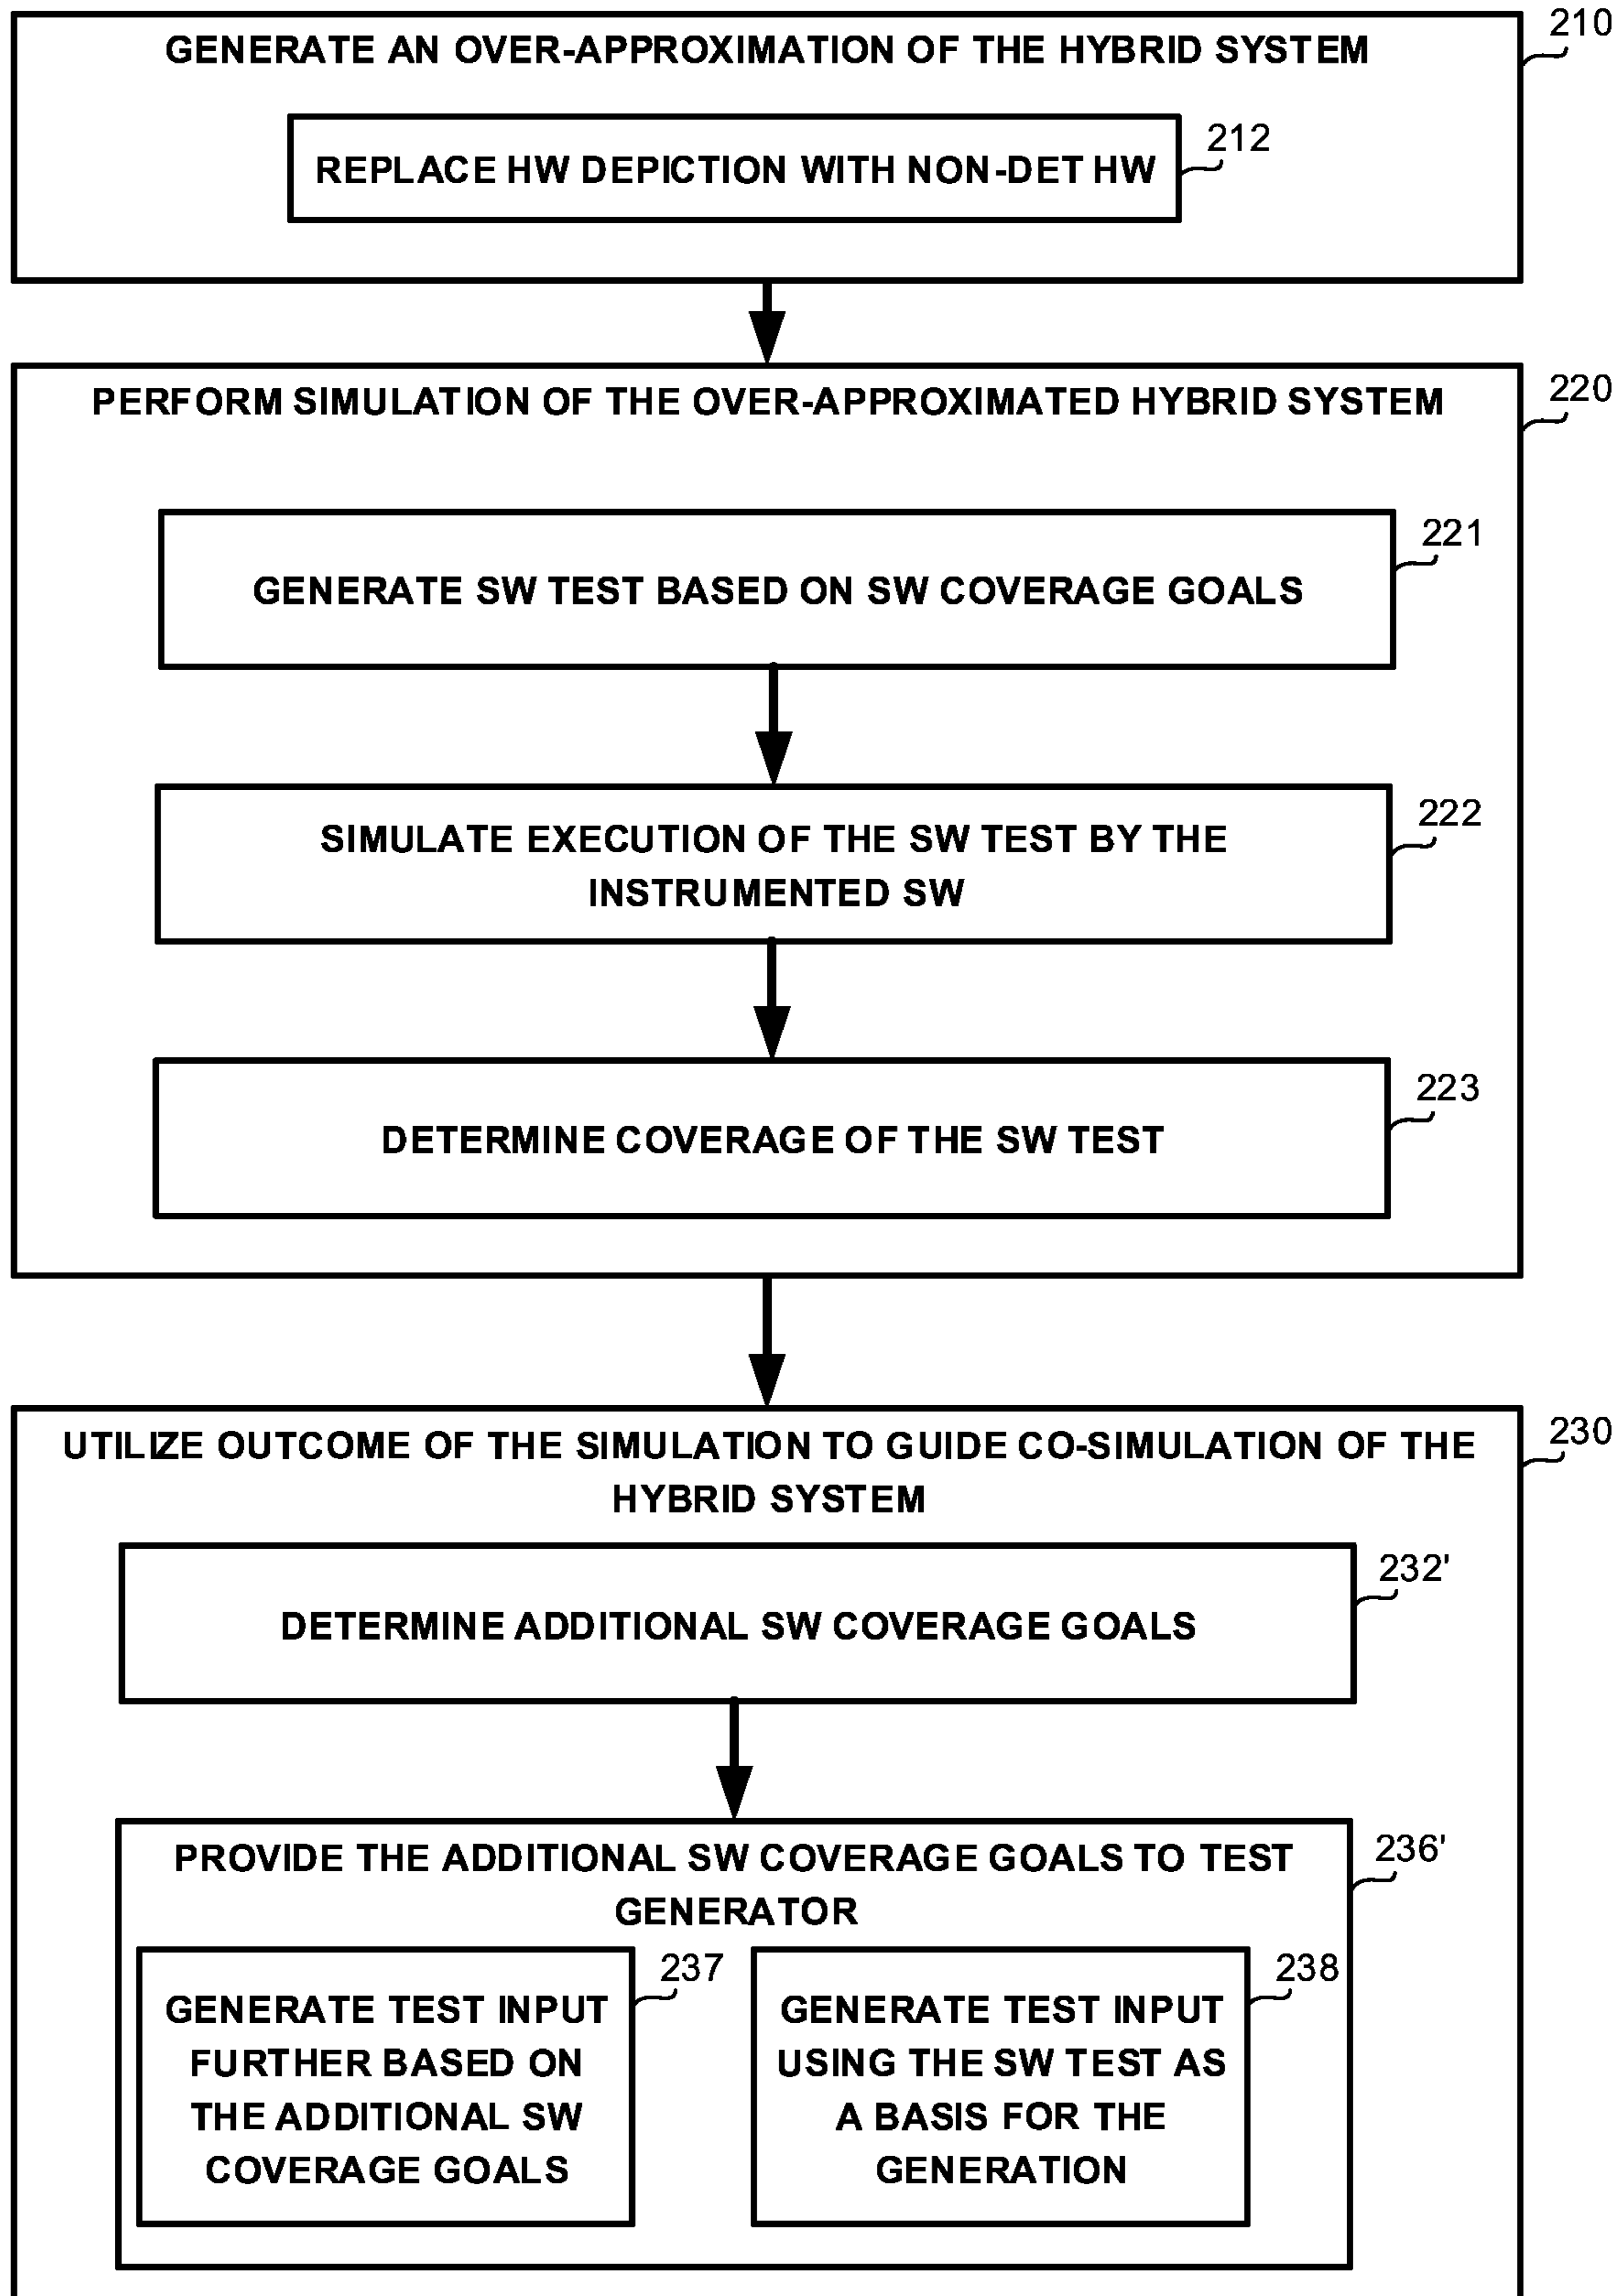 210
GENERATE AN OVER-APPROXIMATION OF THE HYBRID SYSTEM
212
REPLACE HW DEPICTION WITH NON-DET HW
220
PERFORM SIMULATION OF THE OVER-APPROXIMATED HYBRID SYSTEM
221
GENERATE SW TEST BASED ON SW COVERAGE GOALS
222
SIMULATE EXECUTION OF THE SW TEST BY THE
INSTRUMENTED SW
223
DETERMINE COVERAGE OF THE SW TEST
230
UTILIZE OUTCOME OF THE SIMULATION TO GUIDE CO-SIMULATION OF THE
HYBRID SYSTEM
232'
DETERMINE ADDITIONAL SW COVERAGE GOALS
236'
PROVIDE THE ADDITIONAL SW COVERAGE GOALS TO TEST
GENERATOR
237
GENERATE TEST INPUT
FURTHER BASED ON
THE ADDITIONAL SW
COVERAGE GOALS
238
GENERATE TEST INPUT
USING THE SW TEST AS
A BASIS FOR THE
GENERATION